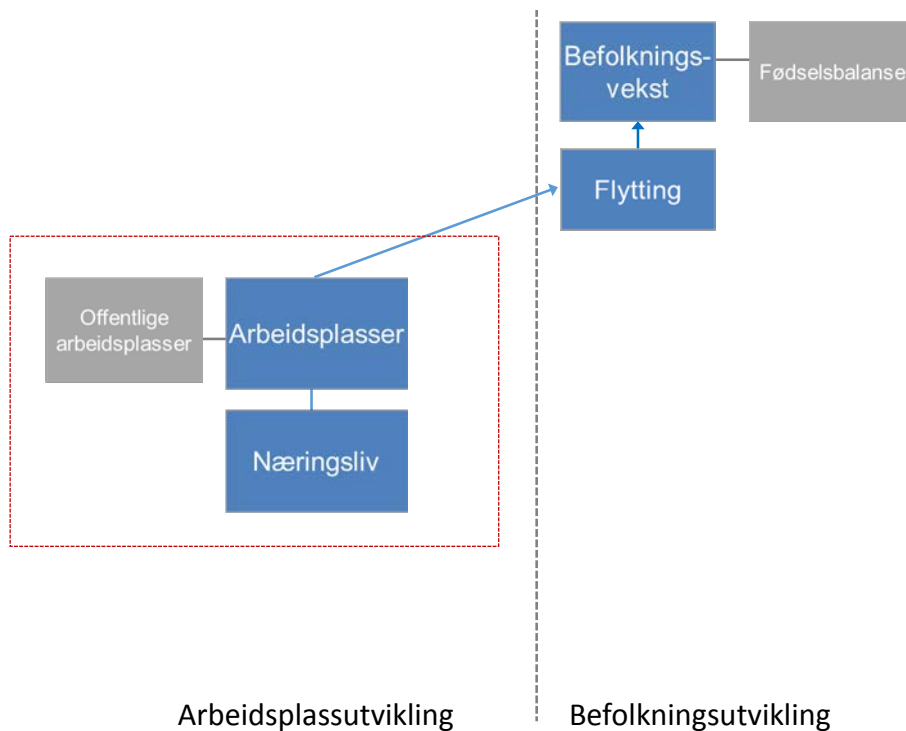 Befolknings-
vekst
Fødselsbalanse
Flytting
Offentlige
arbeidsplasser
Arbeidsplasser
Næringsliv
Arbeidsplassutvikling
Befolkningsutvikling